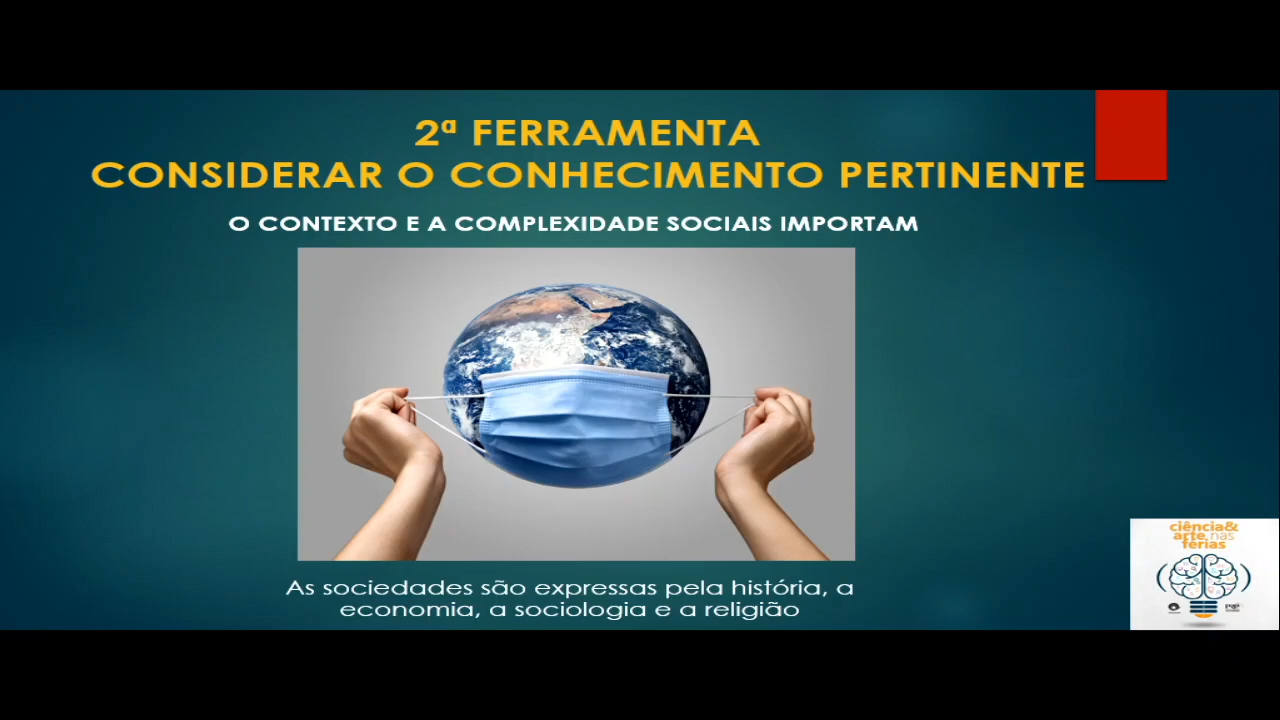 2ª FERRAMENTA
CONSIDERAR O CONHECIMENTO PERTINENTE
O CONTEXTO E A COMPLEXIDADE SOCIAIS IMPORTAM
As sociedades são expressas pela história, a
economia, a sociologia e a religião
ciência&
arte nas
férias